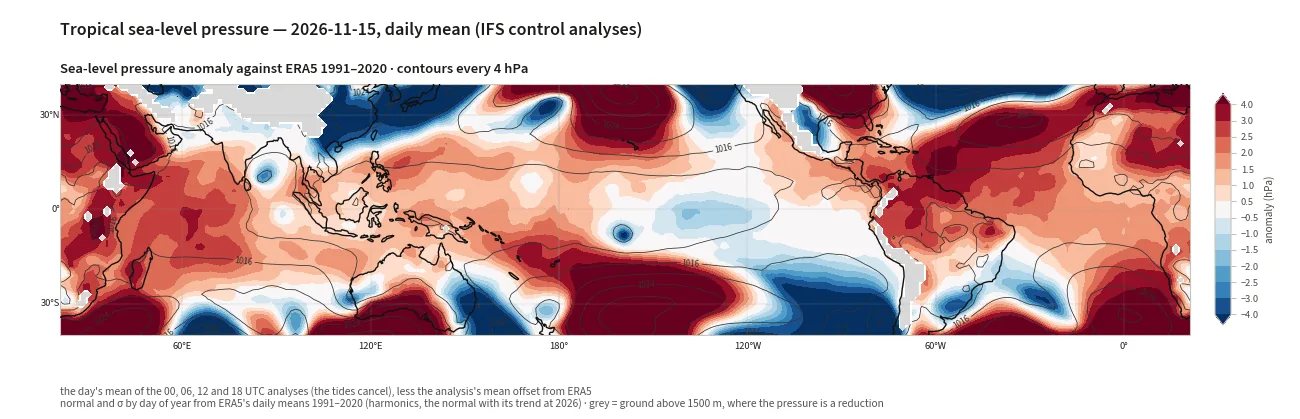 Tropical sea-level pressure — 2026-11-15, daily mean (IFS control analyses)
Sea-level pressure anomaly against ERA5 1991–2020 · contours every 4 hPa
30°N
0°
30°S
60°E
120°E
180°
120°W
60°W
0°
1016
1016
1016
1016
1016
1016
4.0
3.0
2.5
2.0
1.5
1.0
0.5
−0.5
−1.0
−1.5
−2.0
−2.5
−3.0
−4.0
anomaly (hPa)
the day's mean of the 00, 06, 12 and 18 UTC analyses (the tides cancel), less the analysis's mean offset from ERA5
normal and σ by day of year from ERA5's daily means 1991–2020 (harmonics, the normal with its trend at 2026) · grey = ground above 1500 m, where the pressure is a reduction